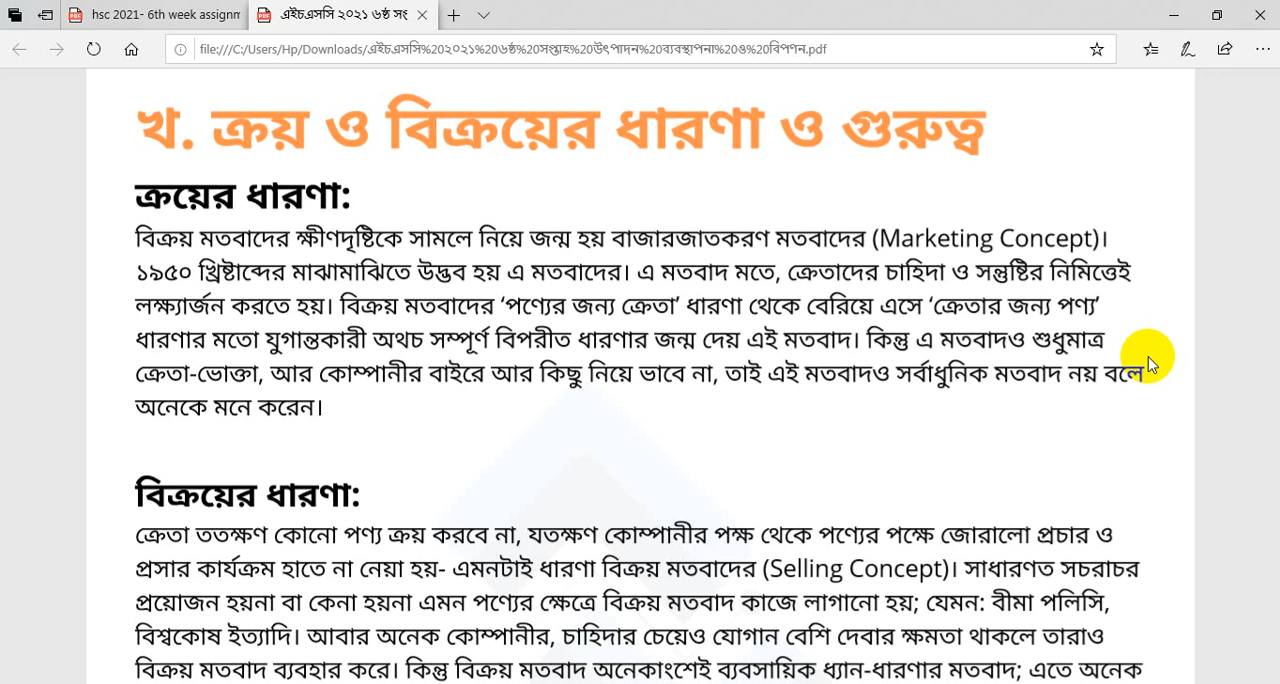 hsc 2021- 6th week assignm
এইচএসসি ২০২১ ৬ষ্ঠ সং
file:///C:/Users/Hp/Downloads/এইচএসসি%20২০২১%20৬ষ্ঠ%20সপ্তাহ%20উৎপাদন%20ব্যবস্থাপনা%20ও%20বিপণন.pdf
খ. ক্রয় ও বিক্রয়ের ধারণা ও গুরুত্ব
ক্রয়ের ধারণা:
বিক্রয় মতবাদের ক্ষীণদৃষ্টিকে সামলে নিয়ে জন্ম হয় বাজারজাতকরণ মতবাদের (Marketing Concept)।
১৯৫০ খ্রিষ্টাব্দের মাঝামাঝিতে উদ্ভব হয় এ মতবাদের। এ মতবাদ মতে, ক্রেতাদের চাহিদা ও সন্তুষ্টির নিমিত্তেই
লক্ষ্যার্জন করতে হয়। বিক্রয় মতবাদের ‘পণ্যের জন্য ক্রেতা’ ধারণা থেকে বেরিয়ে এসে ‘ক্রেতার জন্য পণ্য’
ধারণার মতো যুগান্তকারী অথচ সম্পূর্ণ বিপরীত ধারণার জন্ম দেয় এই মতবাদ। কিন্তু এ মতবাদও শুধুমাত্র
ক্রেতা-ভোক্তা, আর কোম্পানীর বাইরে আর কিছু নিয়ে ভাবে না, তাই এই মতবাদও সর্বাধুনিক মতবাদ নয় বলে
অনেকে মনে করেন।
বিক্রয়ের ধারণা:
ক্রেতা ততক্ষণ কোনো পণ্য ক্রয় করবে না, যতক্ষণ কোম্পানীর পক্ষ থেকে পণ্যের পক্ষে জোরালো প্রচার ও
প্রসার কার্যক্রম হাতে না নেয়া হয়- এমনটাই ধারণা বিক্রয় মতবাদের (Selling Concept)। সাধারণত সচরাচর
প্রয়োজন হয়না বা কেনা হয়না এমন পণ্যের ক্ষেত্রে বিক্রয় মতবাদ কাজে লাগানো হয়; যেমন: বীমা পলিসি,
বিশ্বকোষ ইত্যাদি। আবার অনেক কোম্পানীর, চাহিদার চেয়েও যোগান বেশি দেবার ক্ষমতা থাকলে তারাও
বিক্রয় মতবাদ ব্যবহার করে। কিন্তু বিক্রয় মতবাদ অনেকাংশেই ব্যবসায়িক ধ্যান-ধারণার মতবাদ; এতে অনেক